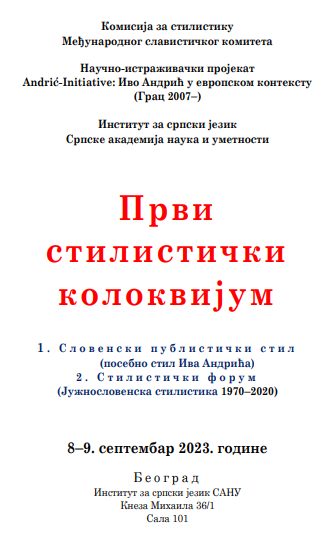 Комисија за стилистику
Међународног славистичког комитета
Научно-истраживачки пројекат
Andrić-Initiative: Иво Андрић у европском контексту
(Грац 2007–)
Институт за српски језик
Српске академија наука и уметности
Први
стилистички
колоквијум
1. Словенски публистички стил
(посебно стил Ива Андрића)
2. Стилистички форум
(Јужнословенска стилистика 1970–2020)
8–9. септембар 2023. године
Београд
Институт за српски језик САНУ
Кнеза Михаила 36/1
Сала 101